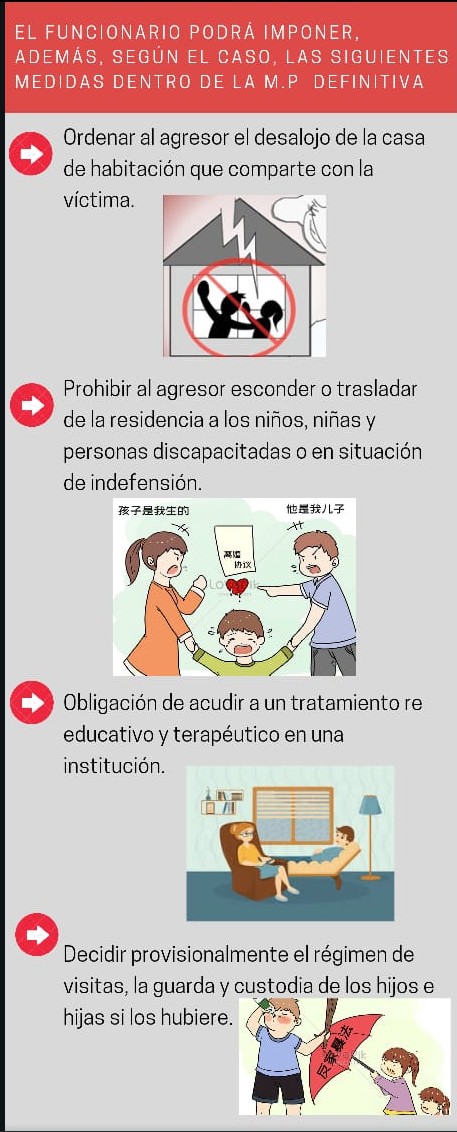 EL FUNCIONARIO PODRÁ IMPONER,
ADEMÁS, SEGÚN EL CASO, LAS SIGUIENTES
MEDIDAS DENTRO DE LA M.P DEFINITIVA
Ordenar al agresor el desalojo de la casa
de habitación que comparte con la
víctima.
Prohibir al agresor esconder o trasladar
de la residencia a los niños, niñas y
personas discapacitadas o en situación
de indefensión.
孩子是我生的
他是我儿子
离婚
协议
Obligación de acudir a un tratamiento re
educativo y terapéutico en una
institución.
Decidir provisionalmente el régimen de
visitas, la guarda y custodia de los hijos e
hijas si los hubiere.
反家暴法